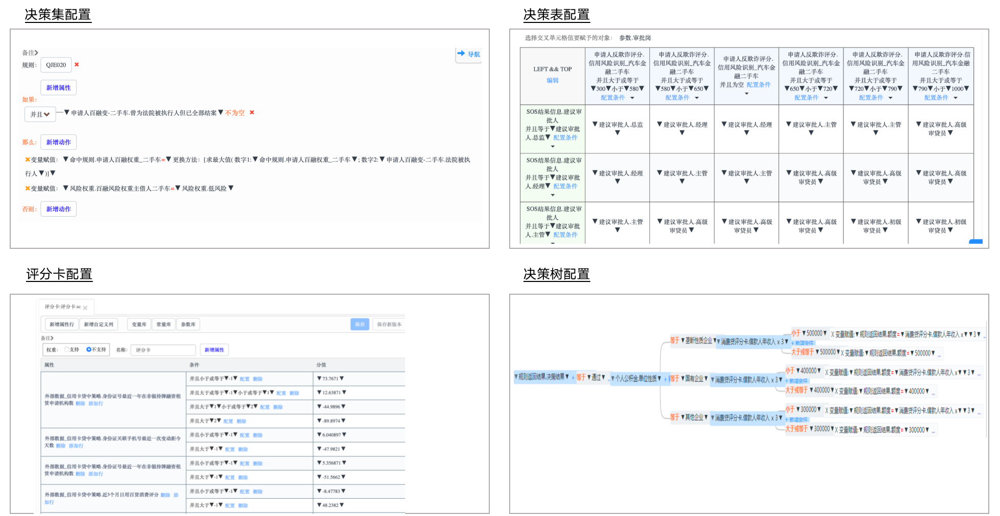 决策集配置
备注
规则: QJE020
导航
新增属性
如果:
并且 ▼申请人百融变-二手车.曾为法院被执行人但已全部结案▼不为空
那么: 新增动作
变量赋值: ▼命中规则.申请人百融权重_二手车=▼更换方法: [求最大值( 数字1:▼命中规则.申请人百融权重_二手车▼; 数字2:▼申请人百融变-二手车.法院被执
行人▼)]▼
变量赋值: ▼风险权重.百融风险权重主借人二手车=▼风险权重.低风险▼
否则: 新增动作
决策表配置
选择交叉单元格值要赋予的对象: 参数.审批岗
LEFT && TOP
编辑
申请人反欺诈评分.
信用风险识别_汽车金
融二手车
并且大于或等于
▼300▼小于▼580▼
配置条件
申请人反欺诈评分.
信用风险识别_汽车金
融二手车
并且大于或等于
▼580▼小于▼650▼
配置条件
申请人反欺诈评分.
信用风险识别_汽车金
融二手车
并且为空 配置条件
申请人反欺诈评分.
信用风险识别_汽车金
融二手车
并且大于或等于
▼650▼小于▼720▼
配置条件
申请人反欺诈评分.
信用风险识别_汽车金
融二手车
并且大于或等于
▼720▼小于▼790▼
配置条件
申请人反欺诈评分.信
用风险识别_汽车金融
二手车
并且大于或等于
▼790▼小于▼1000▼
配置条件
SOS结果信息.建议审
批人
并且等于▼建议审批
人.总监▼ 配置条件
▼建议审批人.总监
▼
▼建议审批人.经理
▼
▼建议审批人.经理
▼
▼建议审批人.主管
▼
▼建议审批人.主管
▼
▼建议审批人.高级
审贷员▼
SOS结果信息.建议审
批人
并且等于▼建议审批
人.经理▼ 配置条件
▼建议审批人.经理
▼
▼建议审批人.主管
▼
▼建议审批人.主管
▼
▼建议审批人.高级
审贷员▼
▼建议审批人.高级
审贷员▼
▼建议审批人.高级
审贷员▼
SOS结果信息.建议审
批人
并且等于▼建议审批
人.主管▼ 配置条件
▼建议审批人.主管
▼
▼建议审批人.高级
审贷员▼
▼建议审批人.高级
审贷员▼
▼建议审批人.高级
审贷员▼
▼建议审批人.初级
审贷员▼
▼建议审批人.初级
审贷员▼
评分卡配置
评分卡:评分卡.sc
新增属性行 新增自定义列 变量库 常量库 参数库 保存 保存新版本
备注
权重: 支持 不支持 名称: 评分卡 新增属性
属性 条件 分值
外部数据_信用卡贷中策略.身份证号最近一年在非银持牌融资租
赁申请机构数 删除 添加行
并且小于或等于▼-1▼ 配置 删除 ▼73.7671▼
并且大于或等于▼-1▼小于或等于▼1▼ 配置 删除 ▼12.63871▼
并且大于▼1▼小于或等于▼2▼ 配置 删除 ▼-44.9896▼
并且大于▼2▼ 配置 删除 ▼-89.8974▼
外部数据_信用卡贷中策略.身份证关联手机号最近一次变动距今
天数 删除 添加行
并且小于或等于▼-1▼ 配置 删除 ▼6.040897▼
并且大于▼-1▼ 配置 删除 ▼-47.9821▼
外部数据_信用卡贷中策略.身份证号最近一年在非银持牌融资租
赁申请机构数 删除 添加行
并且小于或等于▼-1▼ 配置 删除 ▼5.356871▼
并且大于▼-1▼ 配置 删除 ▼-51.5662▼
外部数据_信用卡贷中策略.近3个月日用百货消费评分 删除 添
加行
并且小于或等于▼-1▼ 配置 删除 ▼-8.47783▼
并且大于▼-1▼ 配置 删除 ▼48.2382▼
决策树配置
▼规则返回结果.决策结果▼ + 等于▼通过▼ ... ▼个人公积金.单位性质▼ +
等于▼垄断性质企业▼ ▼消费贷评分卡.借款人年收入 x 3▼
+新增条件
小于▼500000▼ X 变量赋值:▼规则返回结果.额度=▼消费贷评分卡.借款人年收入 x▼▼3▼ ...
大于或等于▼500000▼ X 变量赋值:▼规则返回结果.额度=▼500000▼ ...
等于▼国有企业▼ ▼消费贷评分卡.借款人年收入 x 3▼
+新增条件
小于▼400000▼ X 变量赋值:▼规则返回结果.额度=▼消费贷评分卡.借款人年收入 x▼▼3▼ ...
大于或等于▼400000▼ X 变量赋值:▼规则返回结果.额度=▼400000▼ ...
等于▼其他企业▼ ▼消费贷评分卡.借款人年收入 x 3▼
+新增条件
小于▼300000▼ X 变量赋值:▼规则返回结果.额度=▼消费贷评分卡.借款人年收入 x▼▼3▼ ...
大于或等于▼300000▼ X 变量赋值:▼规则返回结果.额度=▼300000▼ ...